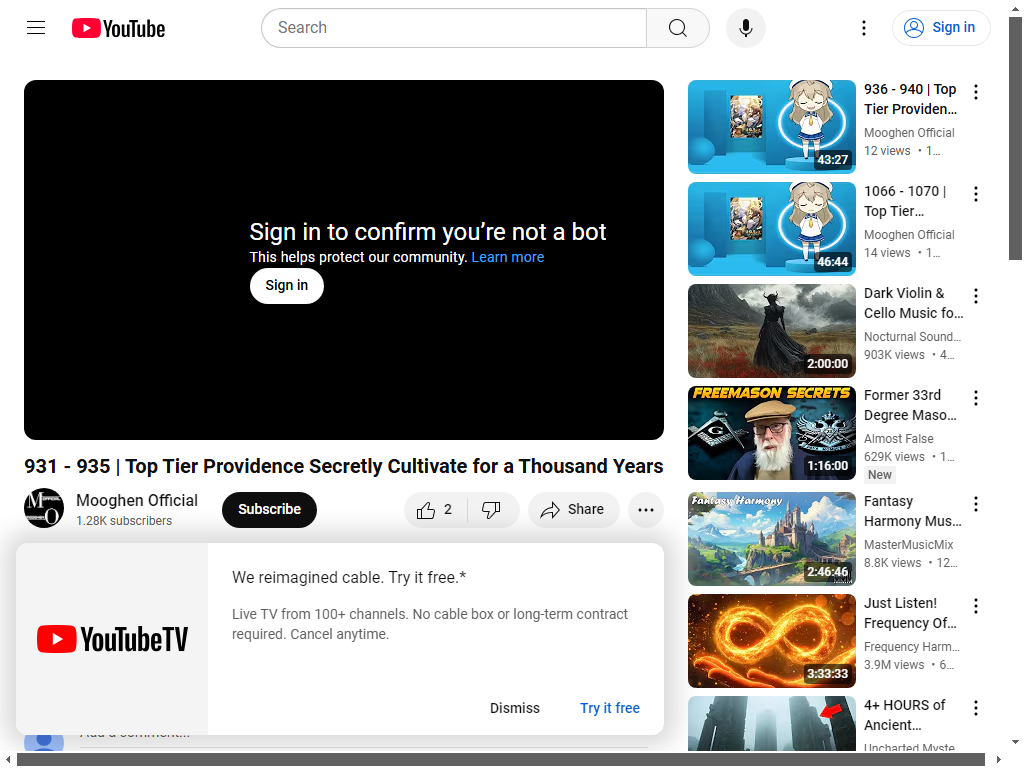 YouTube
Search
Sign in
Sign in to confirm you’re not a bot
This helps protect our community. Learn more
Sign in
931 - 935 | Top Tier Providence Secretly Cultivate for a Thousand Years
Mooghen Official
1.28K subscribers
Subscribe
2
Share
We reimagined cable. Try it free.*
Live TV from 100+ channels. No cable box or long-term contract
required. Cancel anytime.
YouTubeTV
Dismiss
Try it free
Add a comment...
936 - 940 | Top
Tier Providen...
Mooghen Official
12 views • 1...
43:27
1066 - 1070 |
Top Tier...
Mooghen Official
14 views • 1...
46:44
Dark Violin &
Cello Music fo...
Nocturnal Sound...
903K views • 4...
2:00:00
FREEMASON SECRETS
G
1:16:00
Former 33rd
Degree Maso...
Almost False
629K views • 1...
New
Fantasy Harmony
2:46:46
MMM
Fantasy
Harmony Mus...
MasterMusicMix
8.8K views • 12...
Just Listen!
Frequency Of...
Frequency Harm...
3.9M views • 6...
3:33:33
4+ HOURS of
Ancient...
Uncharted Myste...